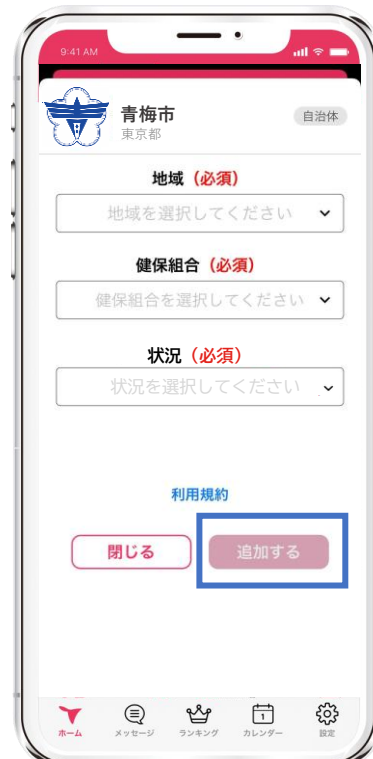 9:41 AM
青梅市
東京都
自治体
地域（必須）
地域を選択してください
健保組合（必須）
健保組合を選択してください
状況（必須）
状況を選択してください
利用規約
閉じる
追加する
1
ホーム
メッセージ
ランキング
カレンダー
設定